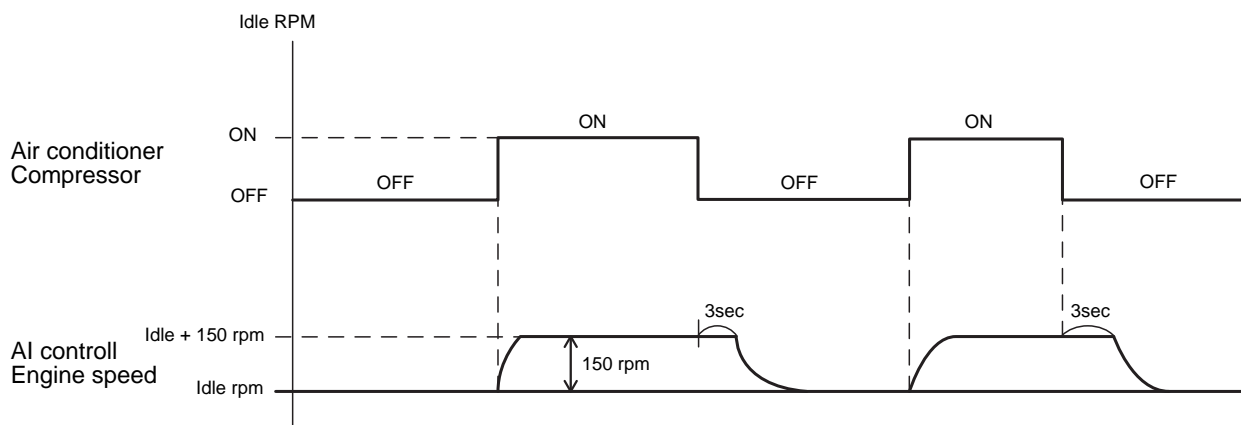 Idle RPM
ON
ON
ON
Air conditioner
Compressor
OFF
OFF
OFF
OFF
3sec
3sec
Idle + 150 rpm
AI controll
Engine speed
150 rpm
Idle rpm